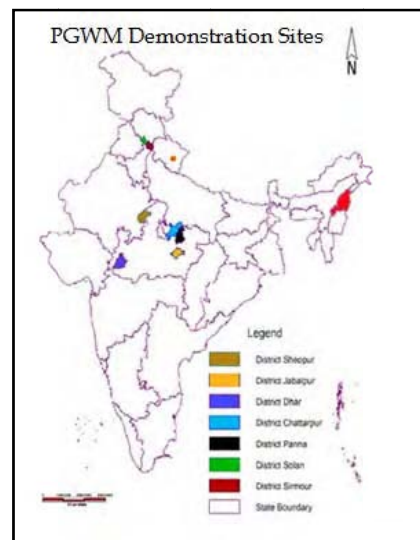 PGWM Demonstration Sites
N
Legend
District Sheopur
District Jabalpur
District Dhar
District Chattarpur
District Panna
District Solan
District Sirmour
State Boundary